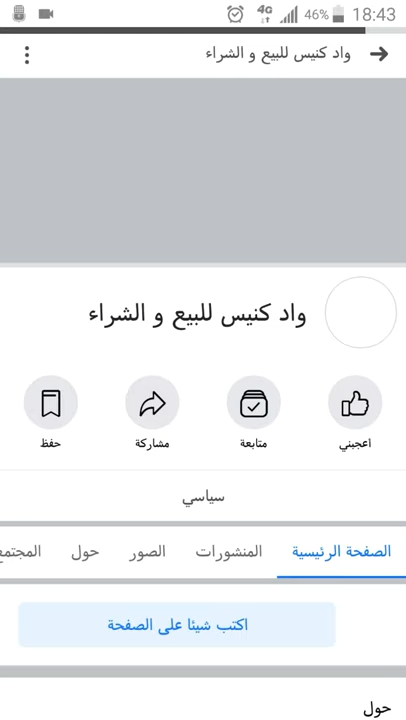 46% 18:43
4G
واد كنيس للبيع و الشراء
واد كنيس للبيع و الشراء
اعجبني
متابعة
مشاركة
حفظ
سياسي
الصفحة الرئيسية المنشورات الصور حول المجتمع
اكتب شيئا على الصفحة
حول